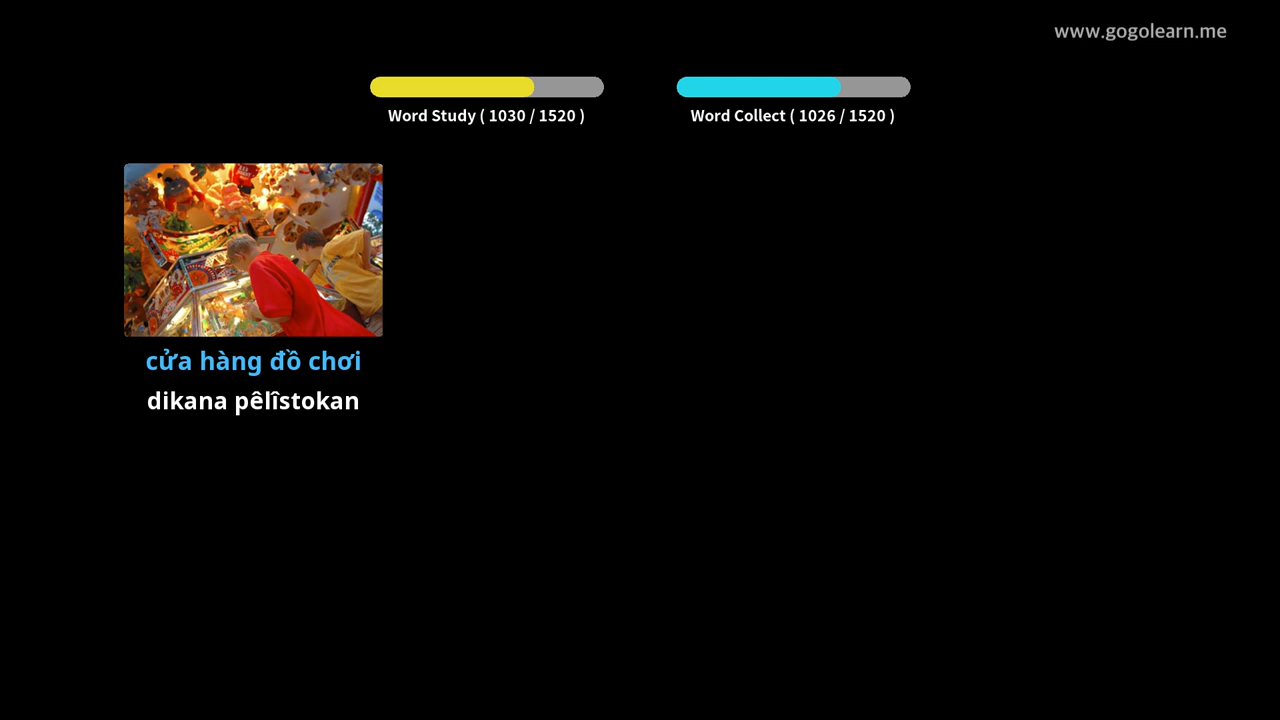 www.gogolearn.me
Word Study ( 1030 / 1520 )
Word Collect ( 1026 / 1520 )
cửa hàng đồ chơi
dikana pêlîstokan